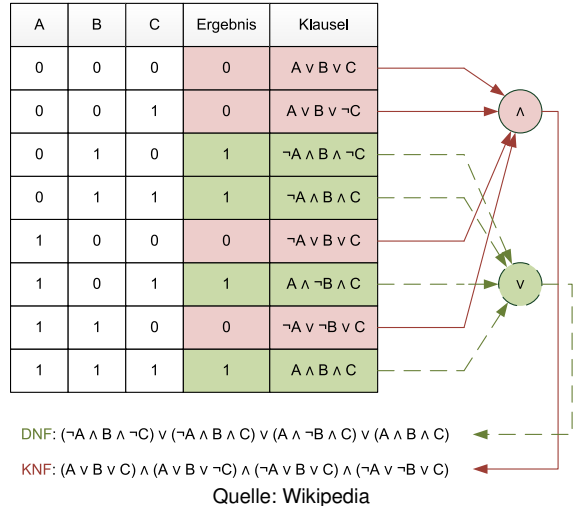 A B C Ergebnis Klausel
0 0 0 0 A ∨ B ∨ C
0 0 1 0 A ∨ B ∨ ¬C
0 1 0 1 ¬A ∧ B ∧ ¬C
0 1 1 1 ¬A ∧ B ∧ C
1 0 0 0 ¬A ∨ B ∨ C
1 0 1 1 A ∧ ¬B ∧ C
1 1 0 0 ¬A ∨ ¬B ∨ C
1 1 1 1 A ∧ B ∧ C
∧
∨
DNF: (¬A ∧ B ∧ ¬C) ∨ (¬A ∧ B ∧ C) ∨ (A ∧ ¬B ∧ C) ∨ (A ∧ B ∧ C)
KNF: (A ∨ B ∨ C) ∧ (A ∨ B ∨ ¬C) ∧ (¬A ∨ B ∨ C) ∧ (¬A ∨ ¬B ∨ C)
Quelle: Wikipedia